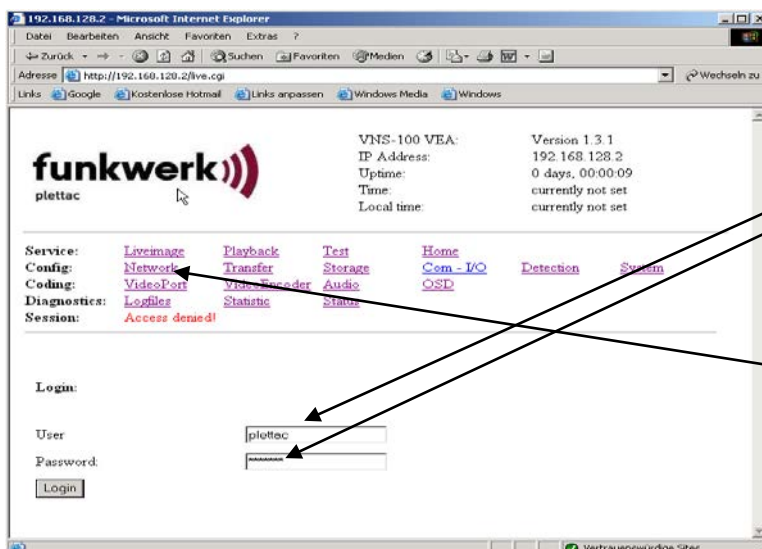 192.168.128.2 - Microsoft Internet Explorer
Datei Bearbeiten Ansicht Favoriten Extras ?
Zurück Suchen Favoriten Medien
Adresse http://192.168.128.2/live.cgi Wechseln zu
Links Google Kostenlose Hotmail Links anpassen Windows Media Windows
funkwerk
plettac
VNS-100 VEA: Version 1.3.1
IP Address: 192.168.128.2
Uptime: 0 days, 00:00:09
Time: currently not set
Local time: currently not set
Service: Liveimage Playback Test Home
Config: Network Transfer Storage Com - I/O Detection System
Coding: VideoPort VideoEncoder Audio OSD
Diagnostics: Logfiles Statistic Status
Session: Access denied!
Login:
User plettac
Password: *******
Login
Vertrauenswürdige Sites